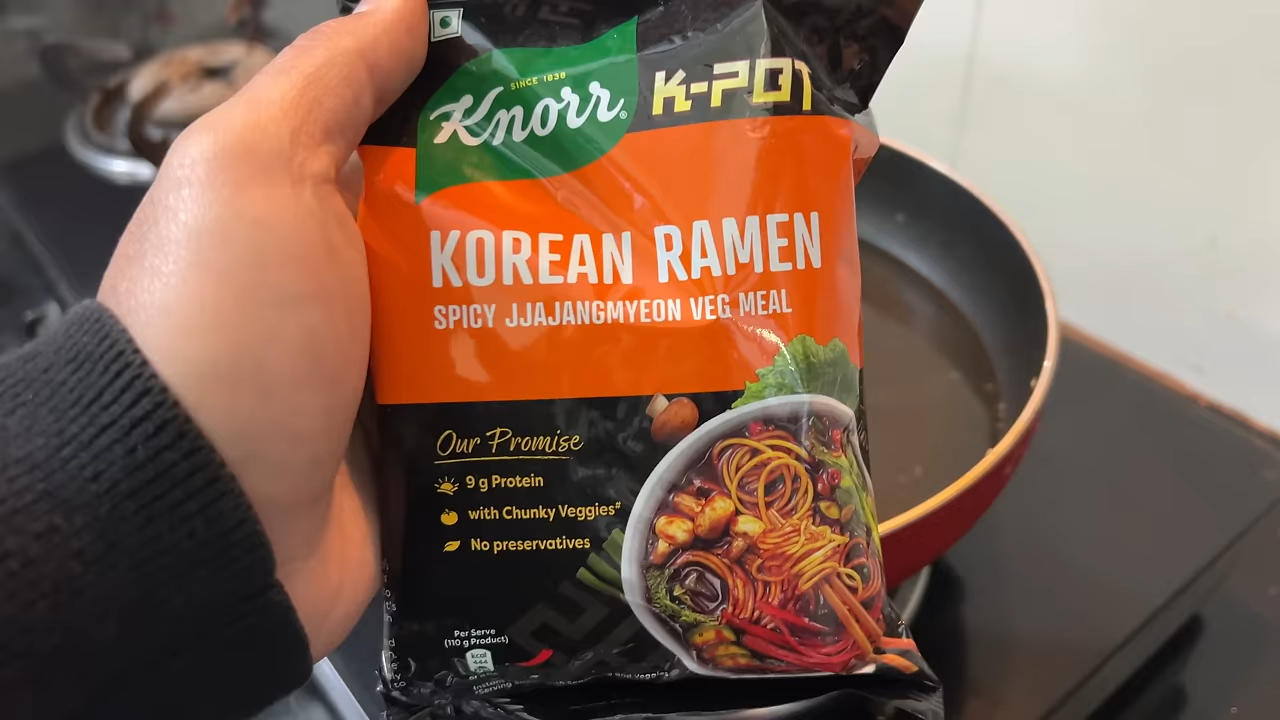 SINCE 1838
Knorr®
K-POT
KOREAN RAMEN
SPICY JJAJANGMYEON VEG MEAL
Our Promise
9 g Protein
with Chunky Veggies#
No preservatives
Per Serve
(110 g Product)
kcal
444